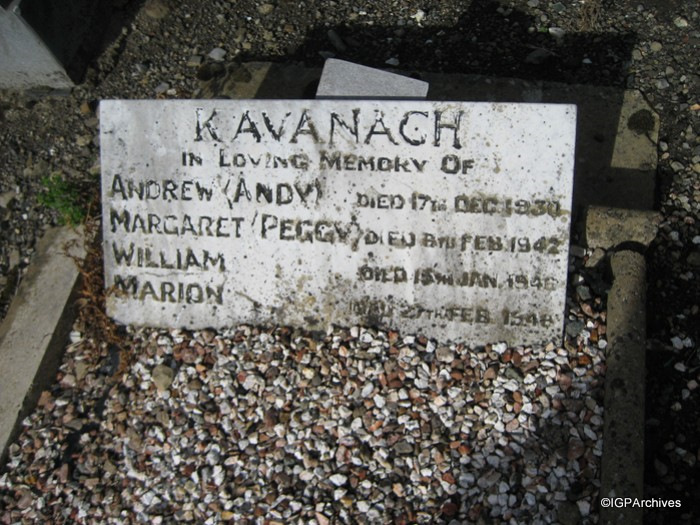 KAVANAGH
IN LOVING MEMORY OF
ANDREW (ANDY) DIED 17TH DEC. 1930
MARGARET (PEGGY) DIED 8TH FEB. 1942
WILLIAM DIED 15TH JAN. 1946
MARION DIED 27TH FEB. 1946
©IGPArchives